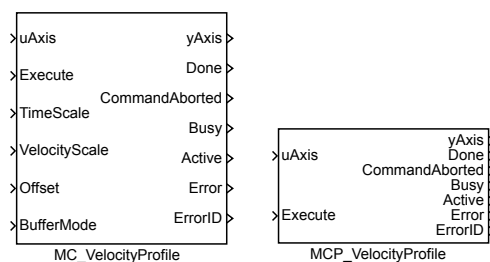 uAxis
Execute
TimeScale
VelocityScale
Offset
BufferMode
yAxis
Done
CommandAborted
Busy
Active
Error
ErrorID
MC_VelocityProfile
uAxis
Execute
yAxis
Done
CommandAborted
Busy
Active
Error
ErrorID
MCP_VelocityProfile